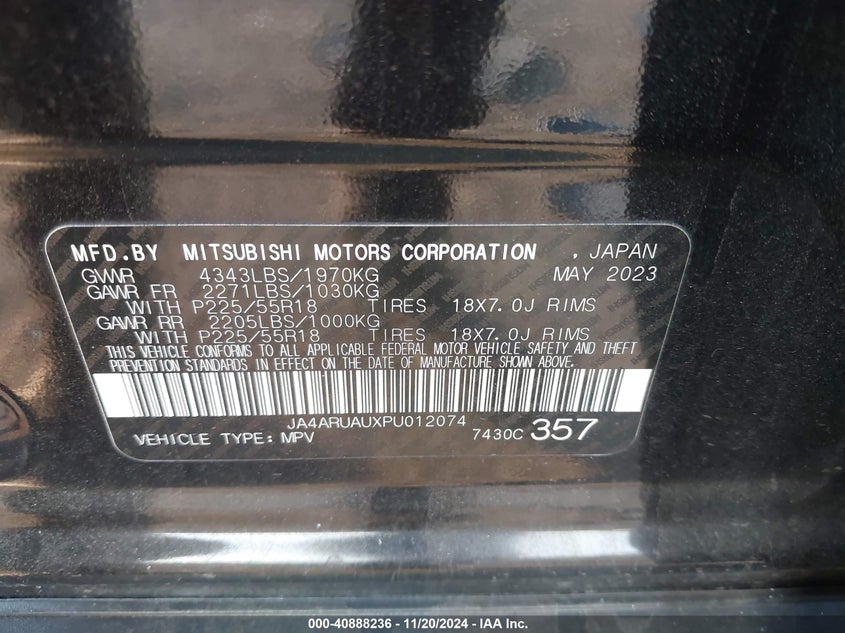 MFD.BY MITSUBISHI MOTORS CORPORATION , JAPAN
GVWR 4343LBS/1970KG MAY 2023
GAWR FR 2271LBS/1030KG
WITH P225/55R18 TIRES 18X7.0J RIMS
GAWR RR 2205LBS/1000KG
WITH P225/55R18 TIRES 18X7.0J RIMS
THIS VEHICLE CONFORMS TO ALL APPLICABLE FEDERAL MOTOR VEHICLE SAFETY AND THEFT
PREVENTION STANDARDS IN EFFECT ON THE DATE OF MANUFACTURE SHOWN ABOVE.
JA4ARUAUXPU012074
VEHICLE TYPE: MPV 7430C 357
000-40888236 - 11/20/2024 - IAA Inc.